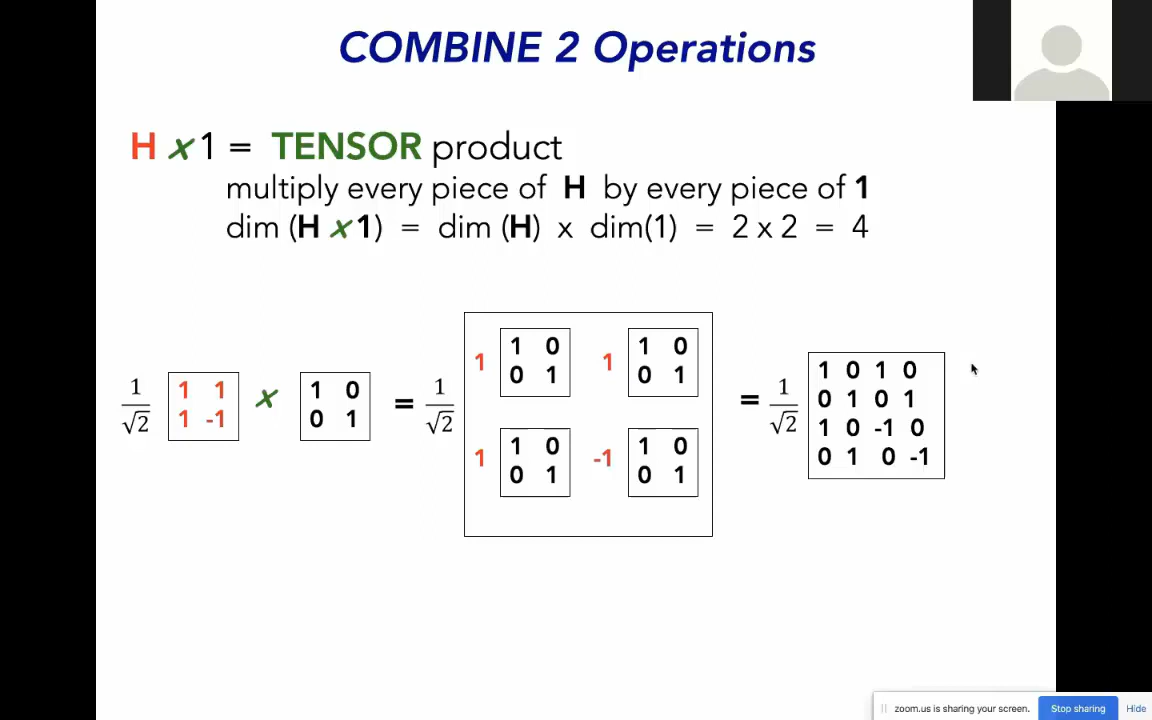 COMBINE 2 Operations
H x 1 = TENSOR product
multiply every piece of H by every piece of 1
dim (H x 1) = dim (H) x dim(1) = 2 x 2 = 4
1/√2
1 1
1 -1
x
1 0
0 1
=
1/√2
1
1 0
0 1
1
1 0
0 1
1
1 0
0 1
-1
1 0
0 1
=
1/√2
1 0 1 0
0 1 0 1
1 0 -1 0
0 1 0 -1
zoom.us is sharing your screen. Stop sharing Hide